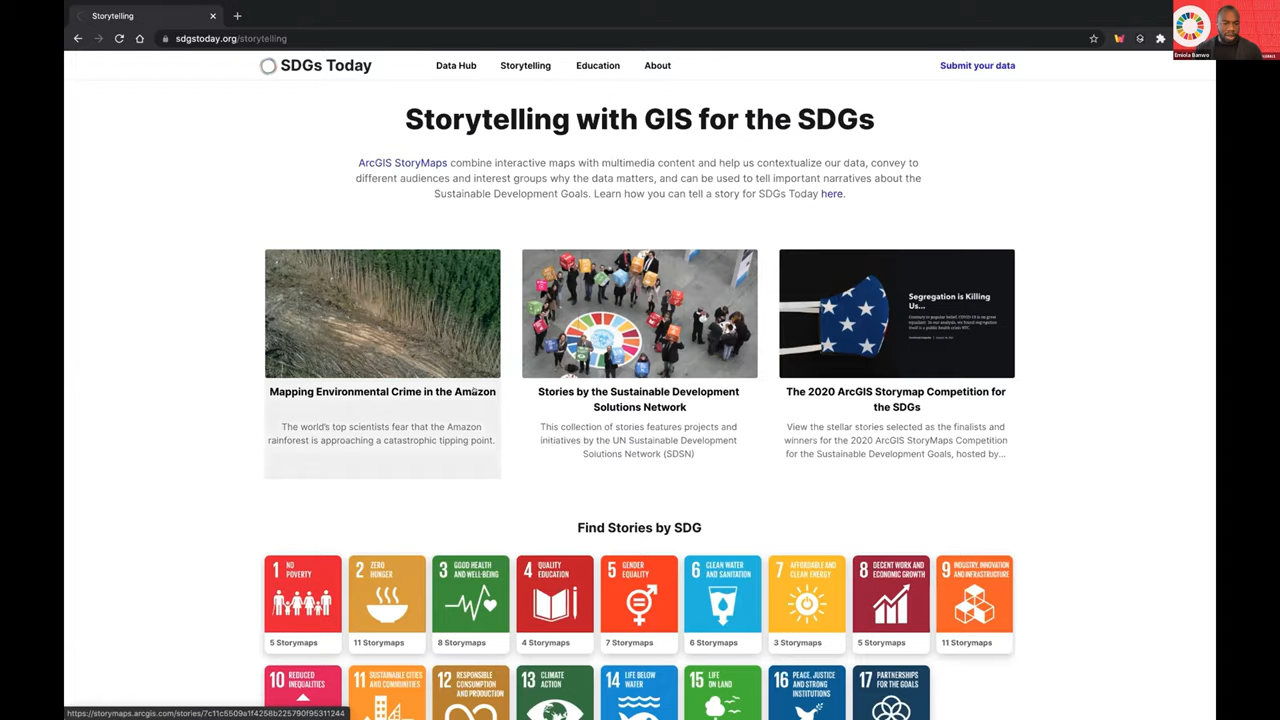 Storytelling
sdgstoday.org/storytelling
Emiola Banwo
SDGs Today
Data Hub
Storytelling
Education
About
Submit your data
Storytelling with GIS for the SDGs
ArcGIS StoryMaps combine interactive maps with multimedia content and help us contextualize our data, convey to
different audiences and interest groups why the data matters, and can be used to tell important narratives about the
Sustainable Development Goals. Learn how you can tell a story for SDGs Today here.
Segregation is Killing
Us...
Mapping Environmental Crime in the Amazon
The world's top scientists fear that the Amazon
rainforest is approaching a catastrophic tipping point.
Stories by the Sustainable Development
Solutions Network
This collection of stories features projects and
initiatives by the UN Sustainable Development
Solutions Network (SDSN)
The 2020 ArcGIS Storymap Competition for
the SDGs
View the stellar stories selected as the finalists and
winners for the 2020 ArcGIS StoryMaps Competition
for the Sustainable Development Goals, hosted by...
Find Stories by SDG
1 NO
POVERTY
5 Storymaps
2 ZERO
HUNGER
11 Storymaps
3 GOOD HEALTH
AND WELL-BEING
8 Storymaps
4 QUALITY
EDUCATION
4 Storymaps
5 GENDER
EQUALITY
7 Storymaps
6 CLEAN WATER
AND SANITATION
6 Storymaps
7 AFFORDABLE AND
CLEAN ENERGY
3 Storymaps
8 DECENT WORK AND
ECONOMIC GROWTH
5 Storymaps
9 INDUSTRY, INNOVATION
AND INFRASTRUCTURE
11 Storymaps
10 REDUCED
INEQUALITIES
11 SUSTAINABLE CITIES
AND COMMUNITIES
12 RESPONSIBLE
CONSUMPTION
AND PRODUCTION
13 CLIMATE
ACTION
14 LIFE BELOW
WATER
15 LIFE
ON LAND
16 PEACE, JUSTICE
AND STRONG
INSTITUTIONS
17 PARTNERSHIPS
FOR THE GOALS
https://storymaps.arcgis.com/stories/7c11c5509a1f4258b225790f95311244